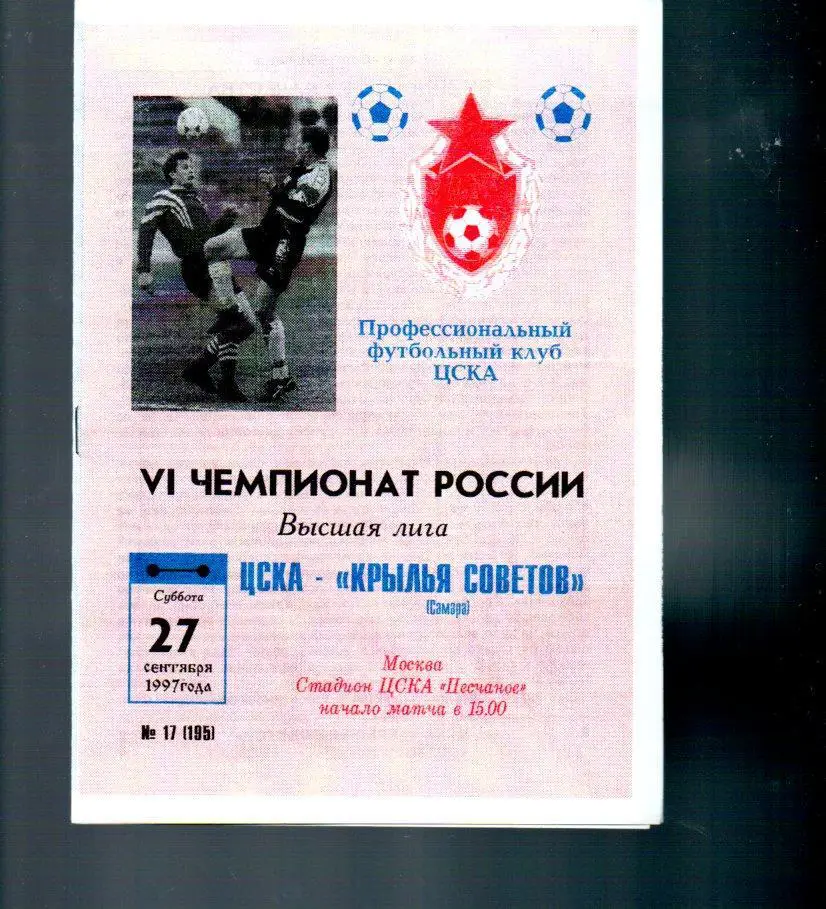 Профессиональный
футбольный клуб
ЦСКА
VI ЧЕМПИОНАТ РОССИИ
Высшая лига
ЦСКА - «КРЫЛЬЯ СОВЕТОВ»
(Самара)
Суббота
27
сентября
1997года
№ 17 (195)
Москва
Стадион ЦСКА «Песчаное»
начало матча в 15.00